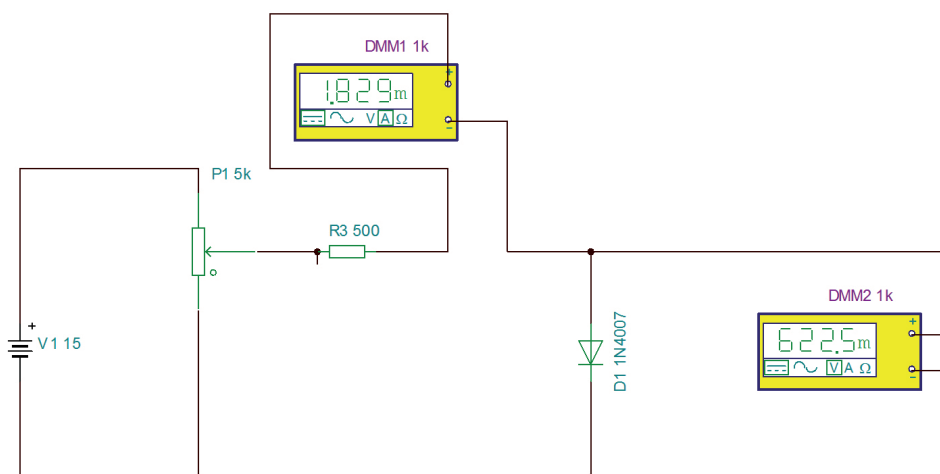 DMM1 1k
+
1.829m
V A Ω
-
P1 5k
R3 500
DMM2 1k
+
V1 15
+
622.5m
V A Ω
-
D1 1N4007